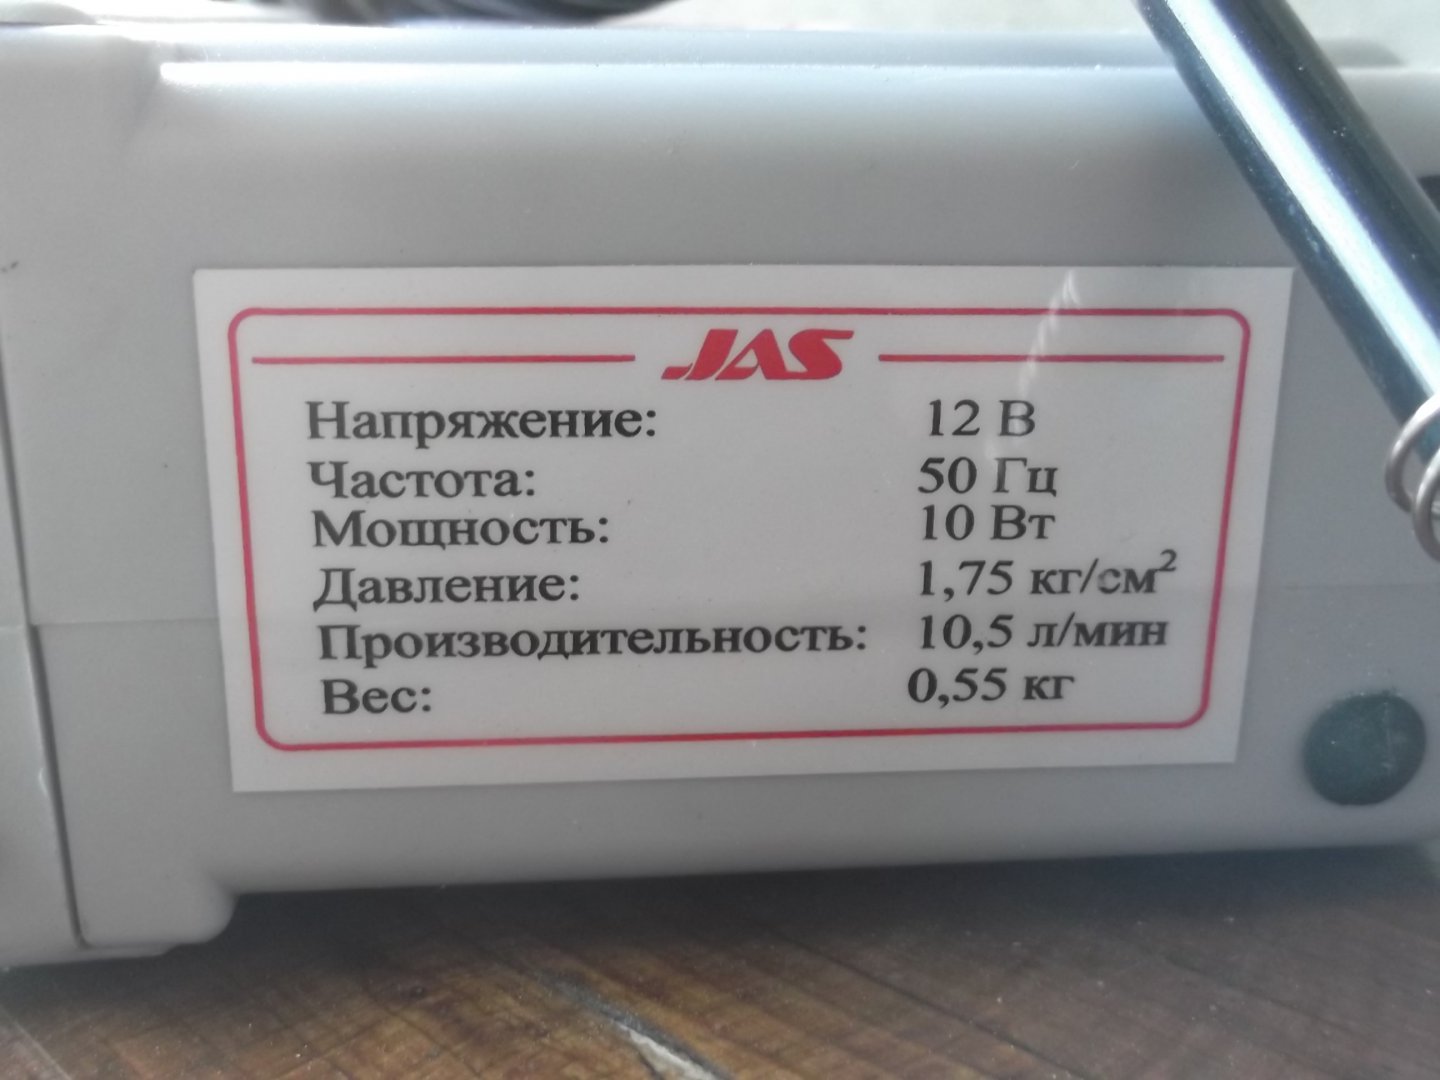 JAS
Напряжение: 12 В
Частота: 50 Гц
Мощность: 10 Вт
Давление: 1,75 кг/см²
Производительность: 10,5 л/мин
Вес: 0,55 кг